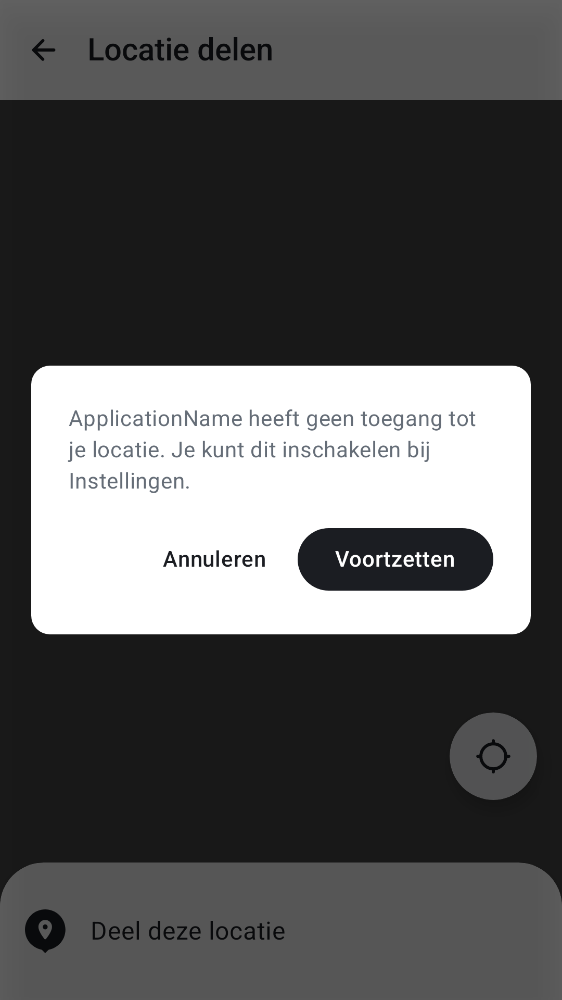 Locatie delen
ApplicationName heeft geen toegang tot
je locatie. Je kunt dit inschakelen bij
Instellingen.
Annuleren
Voortzetten
Deel deze locatie